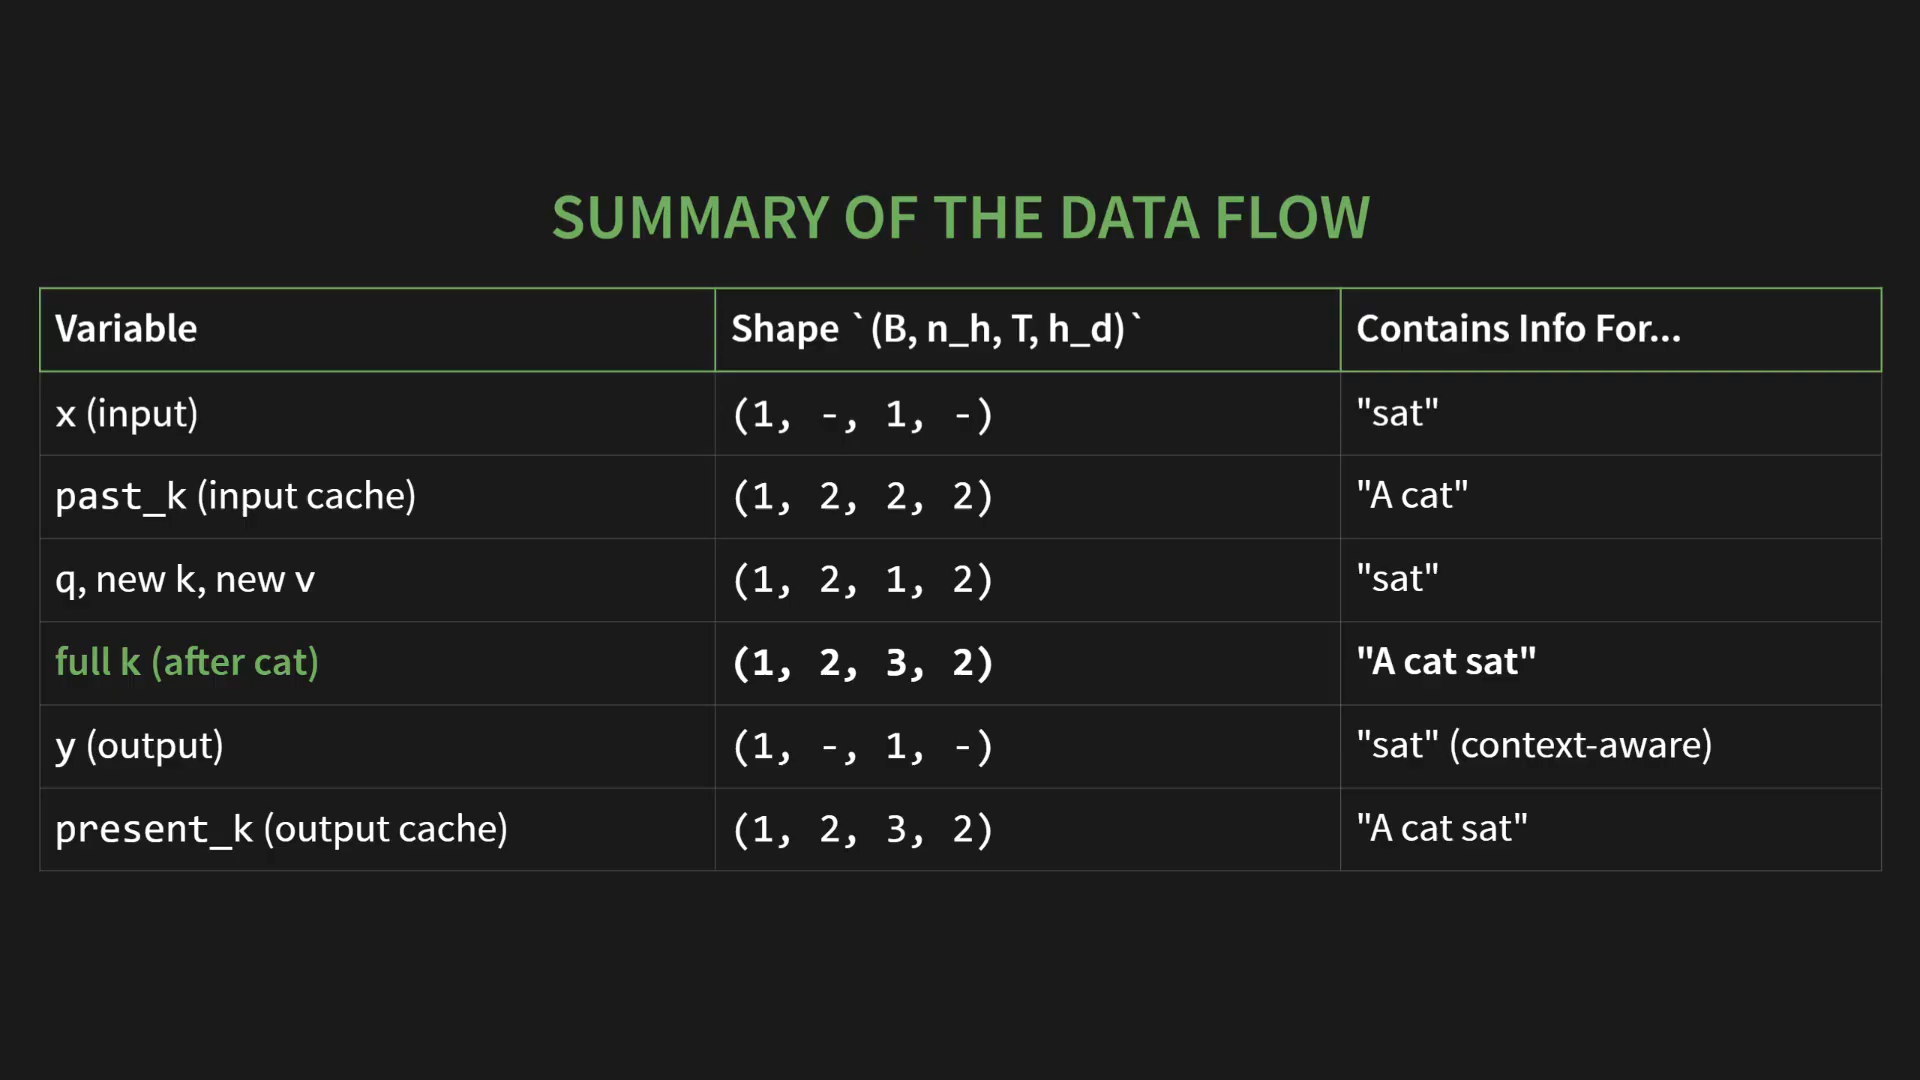 SUMMARY OF THE DATA FLOW
Variable Shape `(B, n_h, T, h_d)` Contains Info For...
x (input) (1, -, 1, -) "sat"
past_k (input cache) (1, 2, 2, 2) "A cat"
q, new k, new v (1, 2, 1, 2) "sat"
full k (after cat) (1, 2, 3, 2) "A cat sat"
y (output) (1, -, 1, -) "sat" (context-aware)
present_k (output cache) (1, 2, 3, 2) "A cat sat"